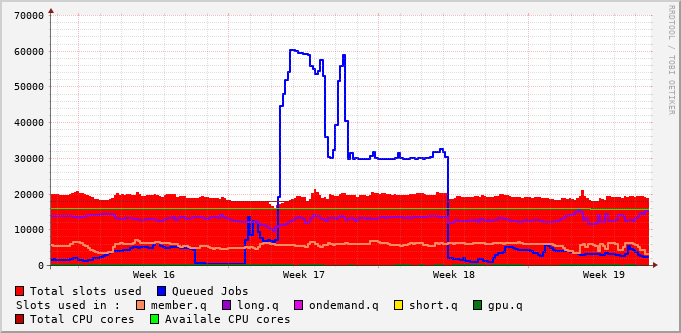 70000
60000
50000
40000
30000
20000
10000
0
Week 16 Week 17 Week 18 Week 19
RRDTOOL / TOBI OETIKER
Total slots used Queued Jobs
Slots used in : member.q long.q ondemand.q short.q gpu.q
Total CPU cores Availale CPU cores